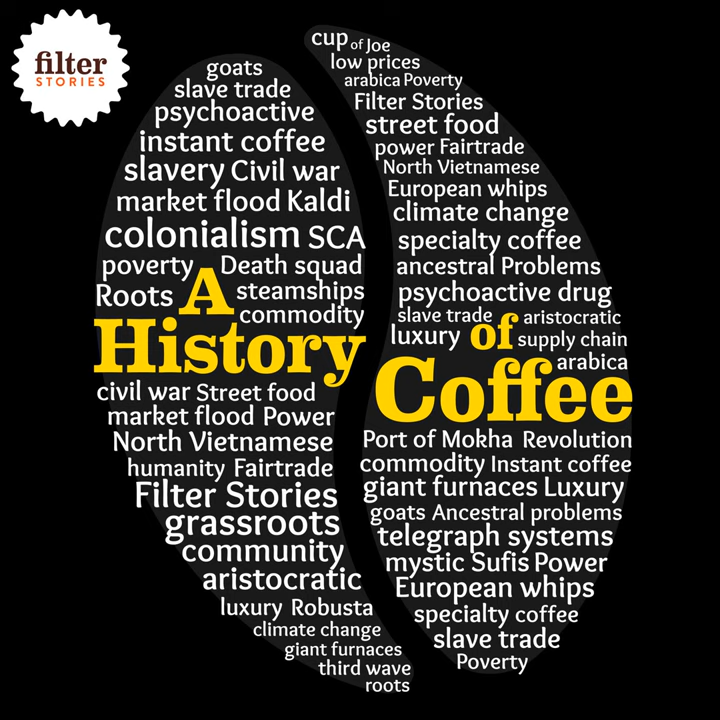 filter
STORIES
goats
slave trade
psychoactive
instant coffee
slavery Civil war
market flood Kaldi
colonialism SCA
poverty Death squad
Roots A steamships
commodity
History
civil war Street food
market flood Power
North Vietnamese
humanity Fairtrade
Filter Stories
grassroots
community
aristocratic
luxury Robusta
climate change
giant furnaces
third wave
roots
cup of Joe
low prices
arabica Poverty
Filter Stories
street food
power Fairtrade
North Vietnamese
European whips
climate change
specialty coffee
ancestral Problems
psychoactive drug
slave trade aristocratic
luxury of supply chain
arabica
Coffee
Port of Mokha Revolution
commodity Instant coffee
giant furnaces Luxury
goats Ancestral problems
telegraph systems
mystic Sufis Power
European whips
specialty coffee
slave trade
Poverty